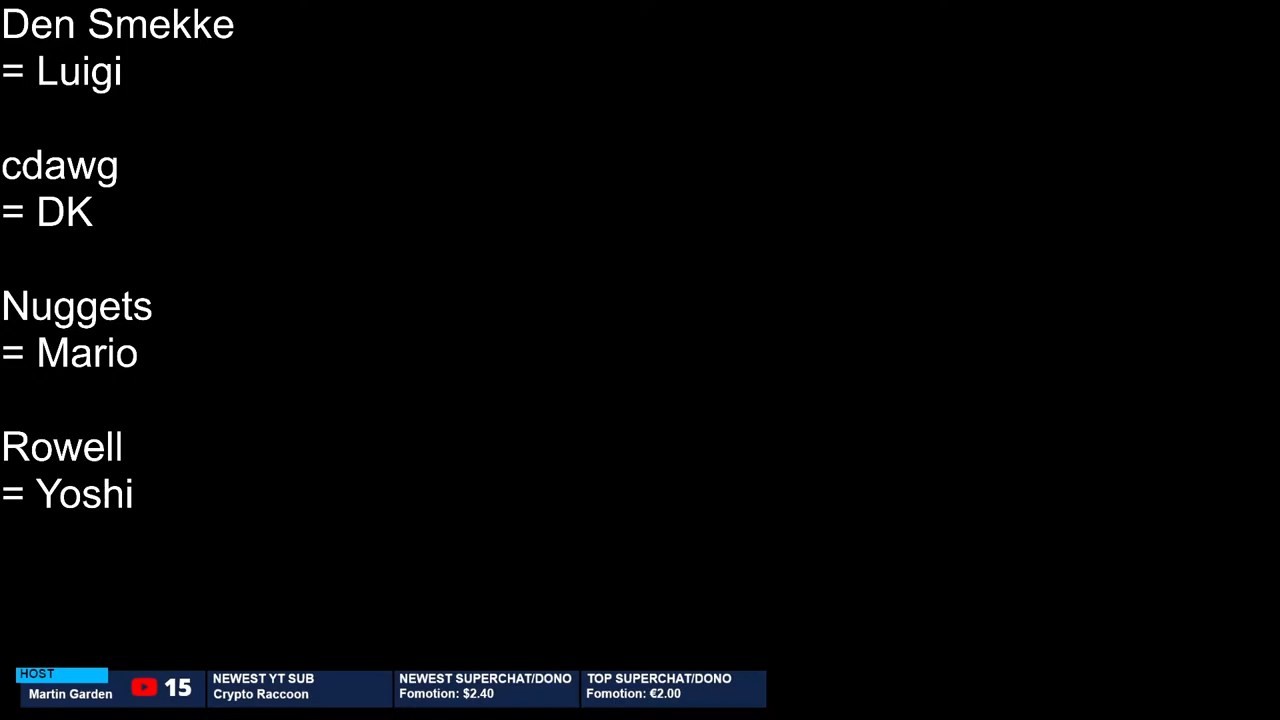 Den Smekke
= Luigi
cdawg
= DK
Nuggets
= Mario
Rowell
= Yoshi
HOST
Martin Garden
15
NEWEST YT SUB
Crypto Raccoon
NEWEST SUPERCHAT/DONO
Fomotion: $2.40
TOP SUPERCHAT/DONO
Fomotion: €2.00